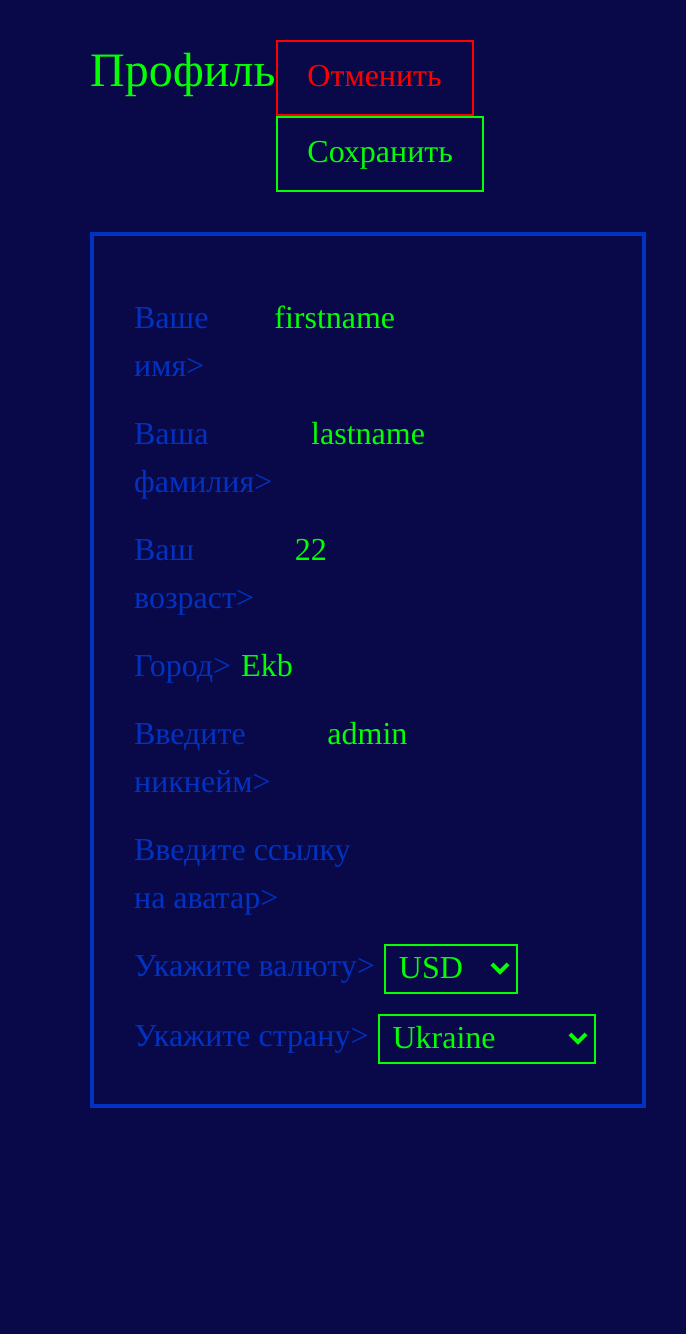 Профиль Отменить
Сохранить
Ваше firstname
имя>
Ваша lastname
фамилия>
Ваш 22
возраст>
Город> Ekb
Введите admin
никнейм>
Введите ссылку
на аватар>
Укажите валюту> USD
Укажите страну> Ukraine